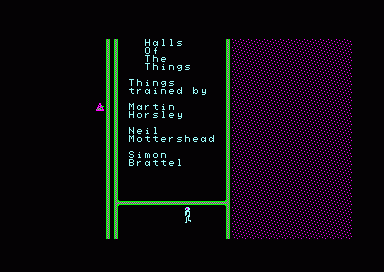 Halls
Of
The
Things
Things
trained by
Martin
Horsley
Neil
Mottershead
Simon
Brattel